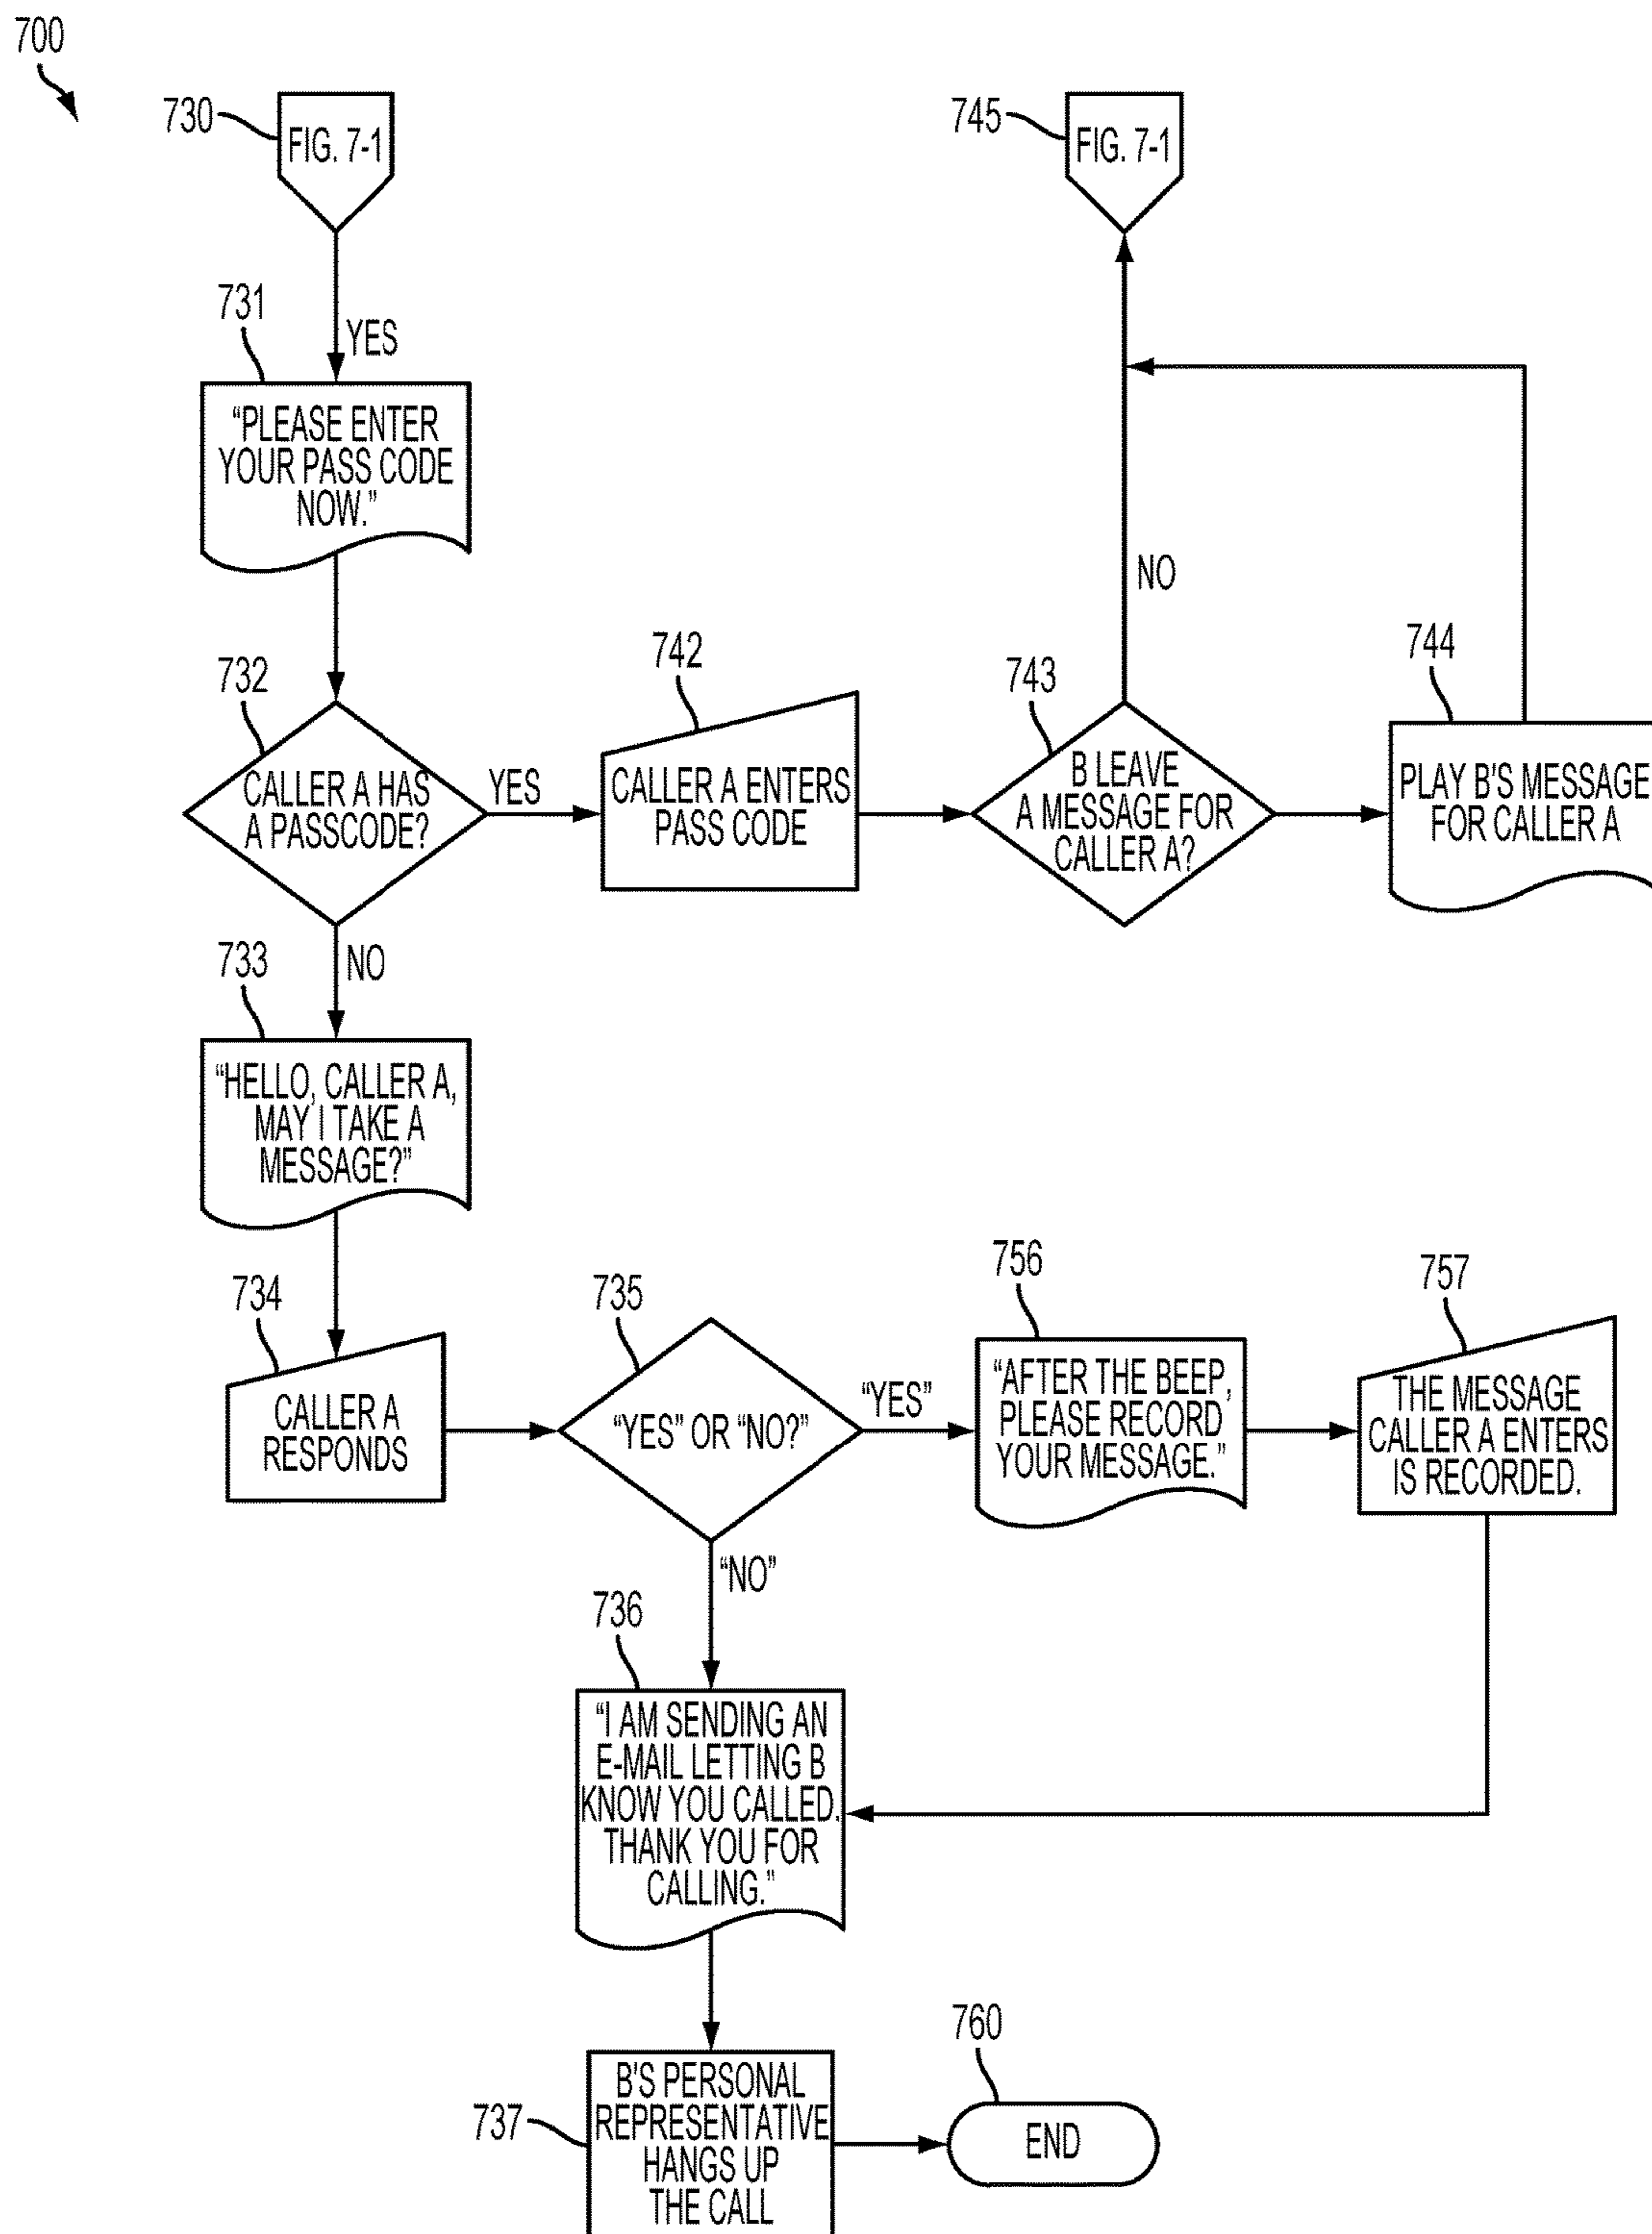 700
730
FIG. 7-1
745
FIG. 7-1
731
YES
“PLEASE ENTER
YOUR PASS CODE
NOW.”
732
CALLER A HAS
A PASSCODE?
YES
742
CALLER A ENTERS
PASS CODE
743
B LEAVE
A MESSAGE FOR
CALLER A?
NO
744
PLAY B'S MESSAGE
FOR CALLER A
NO
733
“HELLO, CALLER A,
MAY I TAKE A
MESSAGE?”
734
CALLER A
RESPONDS
735
“YES” OR “NO?”
“YES”
756
“AFTER THE BEEP,
PLEASE RECORD
YOUR MESSAGE.”
757
THE MESSAGE
CALLER A ENTERS
IS RECORDED.
“NO”
736
“I AM SENDING AN
E-MAIL LETTING B
KNOW YOU CALLED.
THANK YOU FOR
CALLING.”
737
B'S PERSONAL
REPRESENTATIVE
HANGS UP
THE CALL
760
END